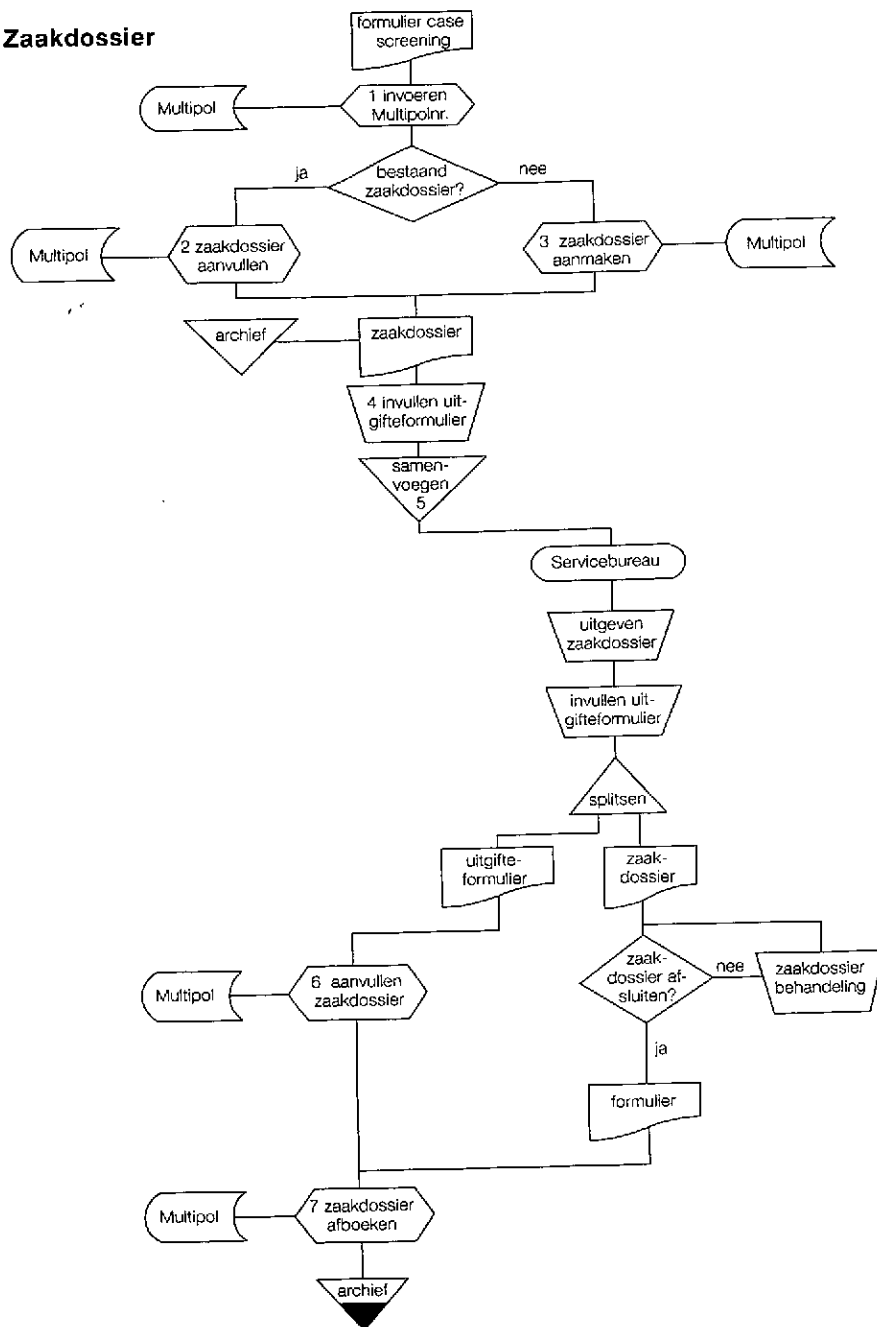 Zaakdossier
formulier case
screening
Multipol
1 invoeren
Multipolnr.
ja
bestaand
zaakdossier?
nee
Multipol
2 zaakdossier
aanvullen
3 zaakdossier
aanmaken
Multipol
archief
zaakdossier
4 invullen uit-
gifteformulier
samen-
voegen
5
Servicebureau
uitgeven
zaakdossier
invullen uit-
gifteformulier
splitsen
uitgifte-
formulier
zaak-
dossier
Multipol
6 aanvullen
zaakdossier
zaak-
dossier af-
sluiten?
nee
zaakdossier
behandeling
ja
formulier
Multipol
7 zaakdossier
afboeken
archief